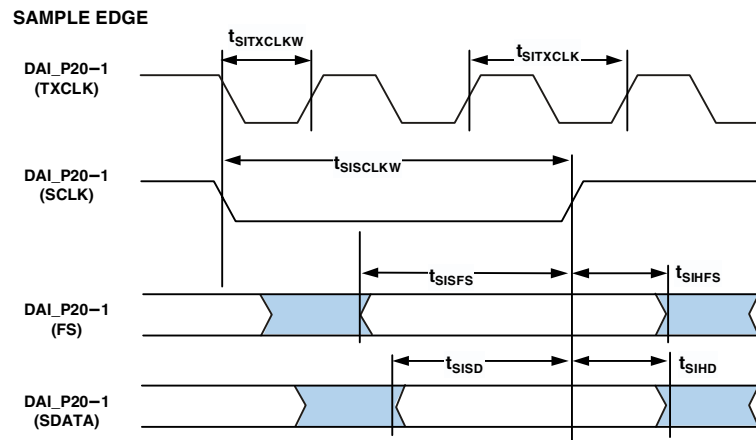 SAMPLE EDGE
DAI_P20–1
(TXCLK)
tSITXCLKW
tSITXCLK
DAI_P20–1
(SCLK)
tSISCLKW
DAI_P20–1
(FS)
tSISFS
tSIHFS
DAI_P20–1
(SDATA)
tSISD
tSIHD